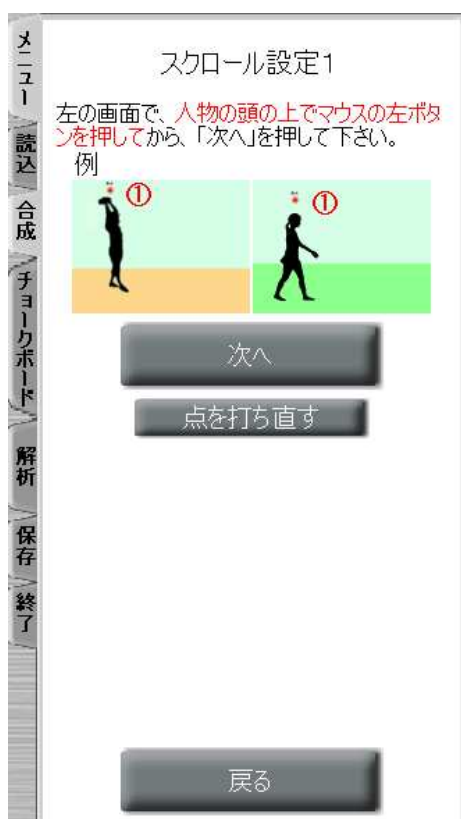 メニュー
読込
合成
チョークボード
解析
保存
終了
スクロール設定1
左の画面で、人物の頭の上でマウスの左ボタ
ンを押してから、「次へ」を押して下さい。
例
① ①
次へ
点を打ち直す
戻る